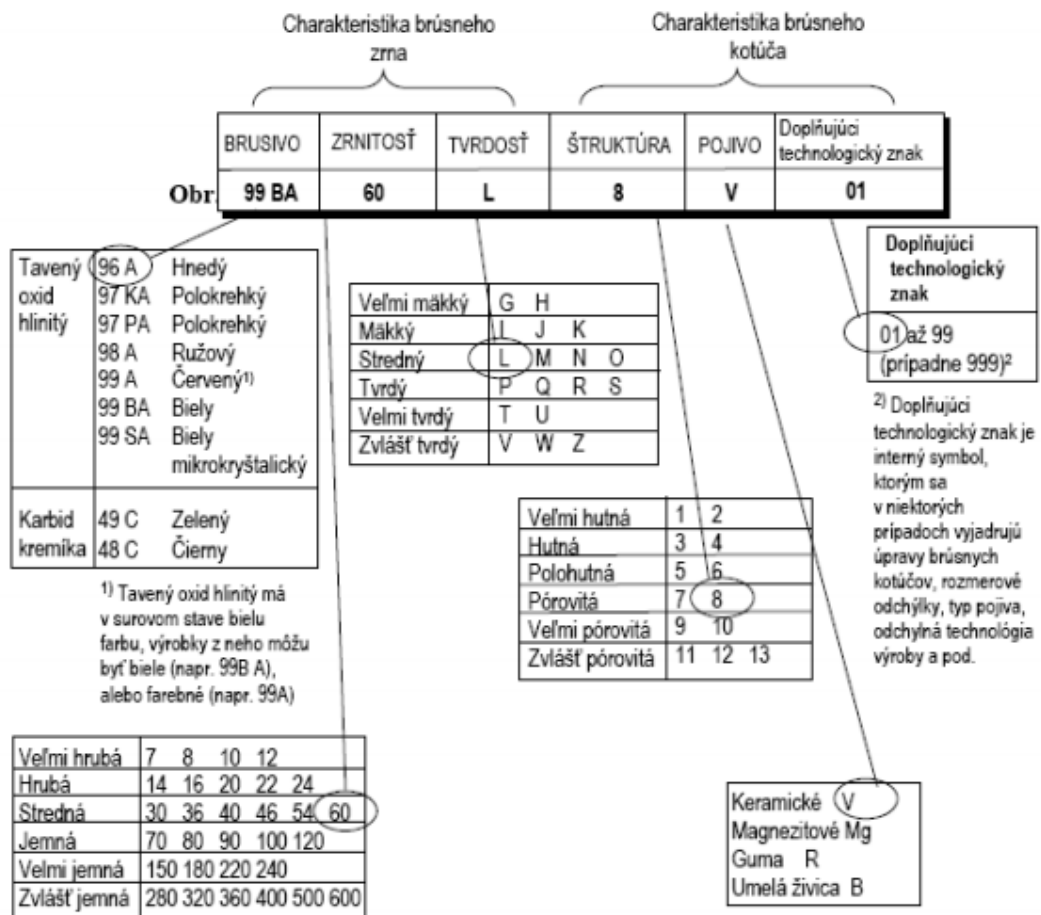 Charakteristika brúsneho
zrna
Charakteristika brúsneho
kotúča
BRUSIVO ZRNITOSŤ TVRDOSŤ ŠTRUKTÚRA POJIVO Doplňujúci
technologický znak
Obr. 99 BA 60 L 8 V 01
Tavený 96 A Hnedý
oxid 97 KA Polokrehký
hlinitý 97 PA Polokrehký
98 A Ružový
99 A Červený1)
99 BA Biely
99 SA Biely
mikrokryštalický
Karbid 49 C Zelený
kremíka 48 C Čierny
1) Tavený oxid hlinitý má
v surovom stave bielu
farbu, výrobky z neho môžu
byť biele (napr. 99B A),
alebo farebné (napr. 99A)
Veľmi mäkký G H
Mäkký I J K
Stredný L M N O
Tvrdý P Q R S
Velmi tvrdý T U
Zvlášť tvrdý V W Z
Doplňujúci
technologický
znak
01 až 99
(prípadne 999)²
2) Doplňujúci
technologický znak je
interný symbol,
ktorým sa
v niektorých
prípadoch vyjadrujú
úpravy brúsnych
kotúčov, rozmerové
odchýlky, typ pojiva,
odchylná technológia
výroby a pod.
Veľmi hutná 1 2
Hutná 3 4
Polohutná 5 6
Pórovitá 7 8
Veľmi pórovitá 9 10
Zvlášť pórovitá 11 12 13
Veľmi hrubá 7 8 10 12
Hrubá 14 16 20 22 24
Stredná 30 36 40 46 54 60
Jemná 70 80 90 100 120
Velmi jemná 150 180 220 240
Zvlášť jemná 280 320 360 400 500 600
Keramické V
Magnezitové Mg
Guma R
Umelá živica B